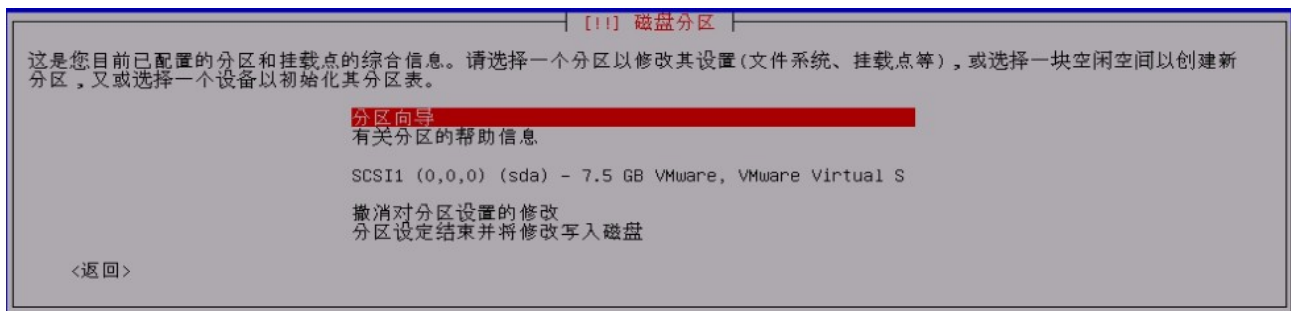 [!!] 磁盘分区
这是您目前已配置的分区和挂载点的综合信息。请选择一个分区以修改其设置(文件系统、挂载点等),或选择一块空闲空间以创建新
分区,又或选择一个设备以初始化其分区表。
分区向导
有关分区的帮助信息
SCSI1 (0,0,0) (sda) - 7.5 GB VMware, VMware Virtual S
撤消对分区设置的修改
分区设定结束并将修改写入磁盘
<返回>